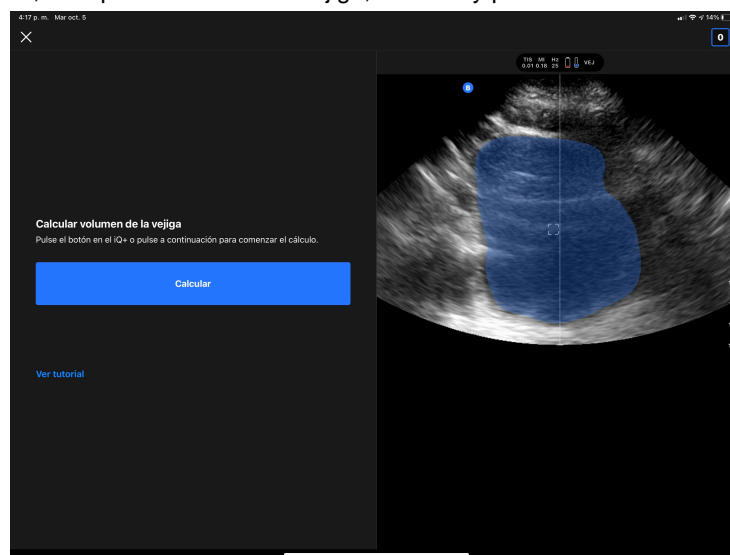 4:17 p. m. Mar oct. 5
14%
0
TIS MI Hz
0.01 0.18 25
VEJ
B
Calcular volumen de la vejiga
Pulse el botón en el iQ+ o pulse a continuación para comenzar el cálculo.
Calcular
Ver tutorial